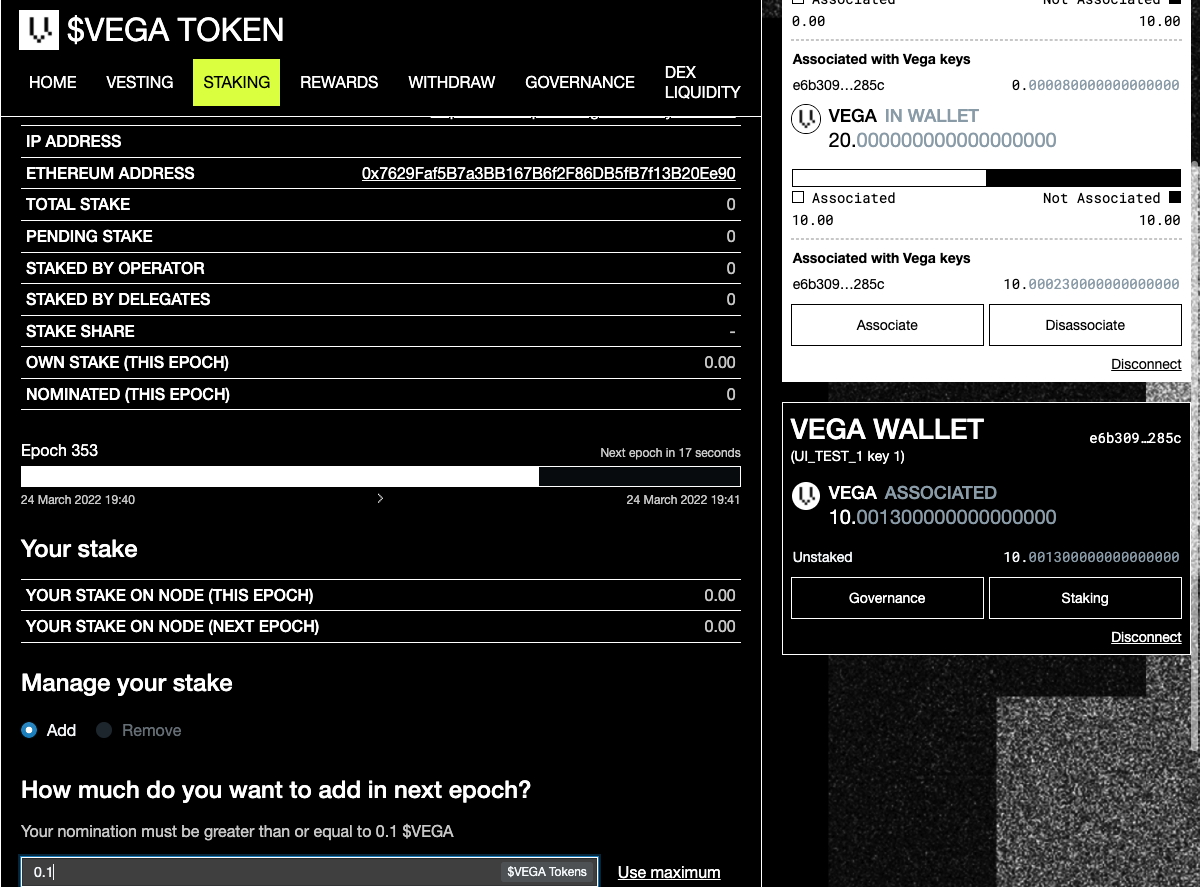 $VEGA TOKEN
HOME
VESTING
STAKING
REWARDS
WITHDRAW
GOVERNANCE
DEX
LIQUIDITY
IP ADDRESS
ETHEREUM ADDRESS 0x7629Faf5B7a3BB167B6f2F86DB5fB7f13B20Ee90
TOTAL STAKE 0
PENDING STAKE 0
STAKED BY OPERATOR 0
STAKED BY DELEGATES 0
STAKE SHARE -
OWN STAKE (THIS EPOCH) 0.00
NOMINATED (THIS EPOCH) 0
Epoch 353 Next epoch in 17 seconds
24 March 2022 19:40 > 24 March 2022 19:41
Your stake
YOUR STAKE ON NODE (THIS EPOCH) 0.00
YOUR STAKE ON NODE (NEXT EPOCH) 0.00
Manage your stake
Add Remove
How much do you want to add in next epoch?
Your nomination must be greater than or equal to 0.1 $VEGA
0.1 $VEGA Tokens Use maximum
Associated Not Associated
0.00 10.00
Associated with Vega keys
e6b309…285c 0.000080000000000000
VEGA IN WALLET
20.000000000000000000
Associated Not Associated
10.00 10.00
Associated with Vega keys
e6b309…285c 10.000230000000000000
Associate Disassociate
Disconnect
VEGA WALLET e6b309…285c
(UI_TEST_1 key 1)
VEGA ASSOCIATED
10.001300000000000000
Unstaked 10.001300000000000000
Governance Staking
Disconnect